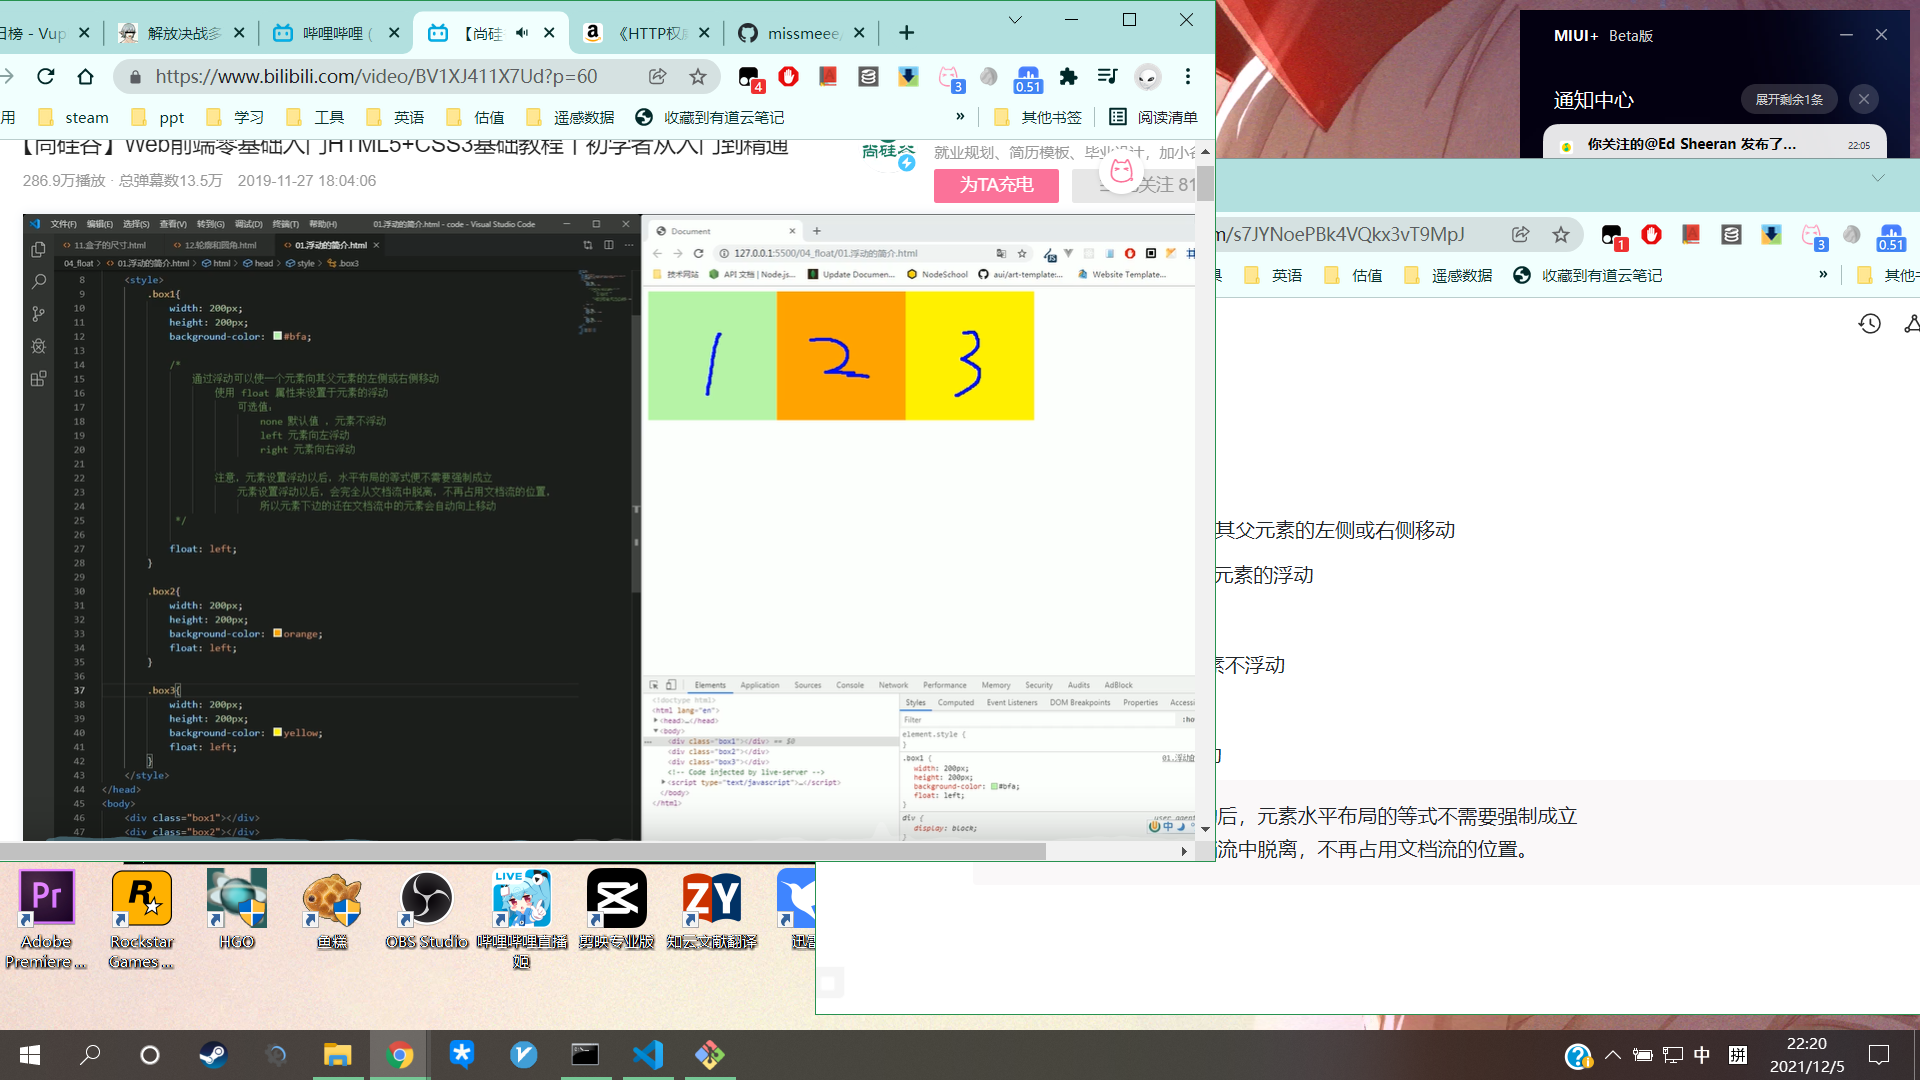 日榜 - Vup
解放决战多
哔哩哔哩 (
【尚硅
《HTTP权
missmeee/
https://www.bilibili.com/video/BV1XJ411X7Ud?p=60
4
3
0.51
用
steam
ppt
学习
工具
英语
估值
遥感数据
收藏到有道云笔记
»
其他书签
阅读清单
【尚硅谷】Web前端零基础入门HTML5+CSS3基础教程丨初学者从入门到精通
286.9万播放 · 总弹幕数13.5万 2019-11-27 18:04:06
尚硅谷
就业规划、简历模板、毕业设计，加小谷
为TA充电
关注 81
文件(F) 编辑(E) 选择(S) 查看(V) 转到(G) 调试(D) 终端(T) 帮助(H)
01.浮动的简介.html - code - Visual Studio Code
11.盒子的尺寸.html
12.轮廓和圆角.html
01.浮动的简介.html
04_float > 01.浮动的简介.html > html > head > style > .box3
8 <style>
9 .box1{
10 width: 200px;
11 height: 200px;
12 background-color: #bfa;
13
14 /*
15 通过浮动可以使一个元素向其父元素的左侧或右侧移动
16 使用 float 属性来设置于元素的浮动
17 可选值：
18 none 默认值 ，元素不浮动
19 left 元素向左浮动
20 right 元素向右浮动
21
22 注意，元素设置浮动以后，水平布局的等式便不需要强制成立
23 元素设置浮动以后，会完全从文档流中脱离，不再占用文档流的位置，
24 所以元素下边的还在文档流中的元素会自动向上移动
25 */
26
27 float: left;
28 }
29
30 .box2{
31 width: 200px;
32 height: 200px;
33 background-color: orange;
34 float: left;
35 }
36
37 .box3{
38 width: 200px;
39 height: 200px;
40 background-color: yellow;
41 float: left;
42 }
43 </style>
44 </head>
45 <body>
46 <div class="box1"></div>
47 <div class="box2"></div>
Document
127.0.0.1:5500/04_float/01.浮动的简介.html
技术网站
API 文档 | Node.js...
Update Documen...
NodeSchool
aui/art-template:...
Website Template...
1
2
3
Elements Application Sources Console Network Performance Memory Security Audits AdBlock
<!doctype html>
<html lang="en">
<head>…</head>
<body>
<div class="box1"></div> == $0
<div class="box2"></div>
<div class="box3"></div>
<!-- Code injected by live-server -->
<script type="text/javascript">…</script>
</body>
</html>
Styles Computed Event Listeners DOM Breakpoints Properties Accessi
Filter
:ho
element.style {
}
.box1 {
01.浮动的
width: 200px;
height: 200px;
background-color: #bfa;
float: left;
}
div {
user agent
display: block;
中
MIUI+ Beta版
通知中心
展开剩余1条
你关注的@Ed Sheeran 发布了...
22:05
m/s7JYNoePBk4VQkx3vT9MpJ
1
3
0.51
具
英语
估值
遥感数据
收藏到有道云笔记
»
其他书
其父元素的左侧或右侧移动
元素的浮动
素不浮动
后，元素水平布局的等式不需要强制成立
流中脱离，不再占用文档流的位置。
Adobe Premiere ...
Rockstar Games ...
HGO
鱼糕
OBS Studio
LIVE
哔哩哔哩直播姬
剪映专业版
ZY
知云文献翻译
迅雷
中
拼
22:20
2021/12/5